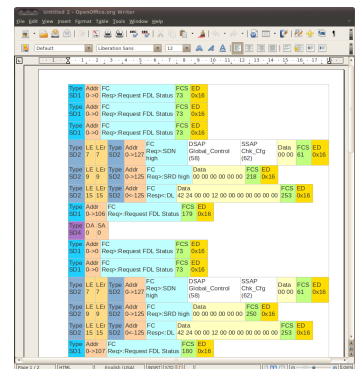 Untitled 2 - OpenOffice.org Writer
File Edit View Insert Format Table Tools Window Help
Default Liberation Sans 12
Type Addr FC FCS ED
SD1 0->0 Resp>:Request FDL Status 73 0x16
Type Addr FC FCS ED
SD1 0->0 Resp>:Request FDL Status 73 0x16
Type Addr FC FCS ED
SD1 0->0 Resp>:Request FDL Status 73 0x16
Type LE LEr Type Addr FC Req>:SDN high DSAP Global_Control (58) SSAP Chk_Cfg (62) Data FCS ED
SD2 7 7 SD2 0->127 00 00 61 0x16
Type LE LEr Type Addr FC Data FCS ED
SD2 9 9 SD2 0->125 Req>:SRD high 00 00 00 00 00 00 218 0x16
Type LE LEr Type Addr FC Data FCS ED
SD2 15 15 SD2 0<-125 Resp<:DL 42 24 00 12 00 00 00 00 00 00 00 00 253 0x16
Type Addr FC FCS ED
SD1 0->106 Req>:Request FDL Status 179 0x16
Type DA SA
SD4 0 0
Type Addr FC FCS ED
SD1 0->0 Req>:Request FDL Status 73 0x16
Type Addr FC FCS ED
SD1 0->0 Req>:Request FDL Status 73 0x16
Type LE LEr Type Addr FC Req>:SDN high DSAP Global_Control (58) SSAP Chk_Cfg (62) Data FCS ED
SD2 7 7 SD2 0->127 00 00 61 0x16
Type LE LEr Type Addr FC Data FCS ED
SD2 9 9 SD2 0->125 Req>:SRD high 00 00 00 00 00 00 250 0x16
Type LE LEr Type Addr FC Data FCS ED
SD2 15 15 SD2 0<-125 Resp<:DL 42 24 00 12 00 00 00 00 00 00 00 00 253 0x16
Type Addr FC FCS ED
SD1 0->107 Req>:Request FDL Status 180 0x16
Page 1 / 2 HTML English (USA) INSRT STD